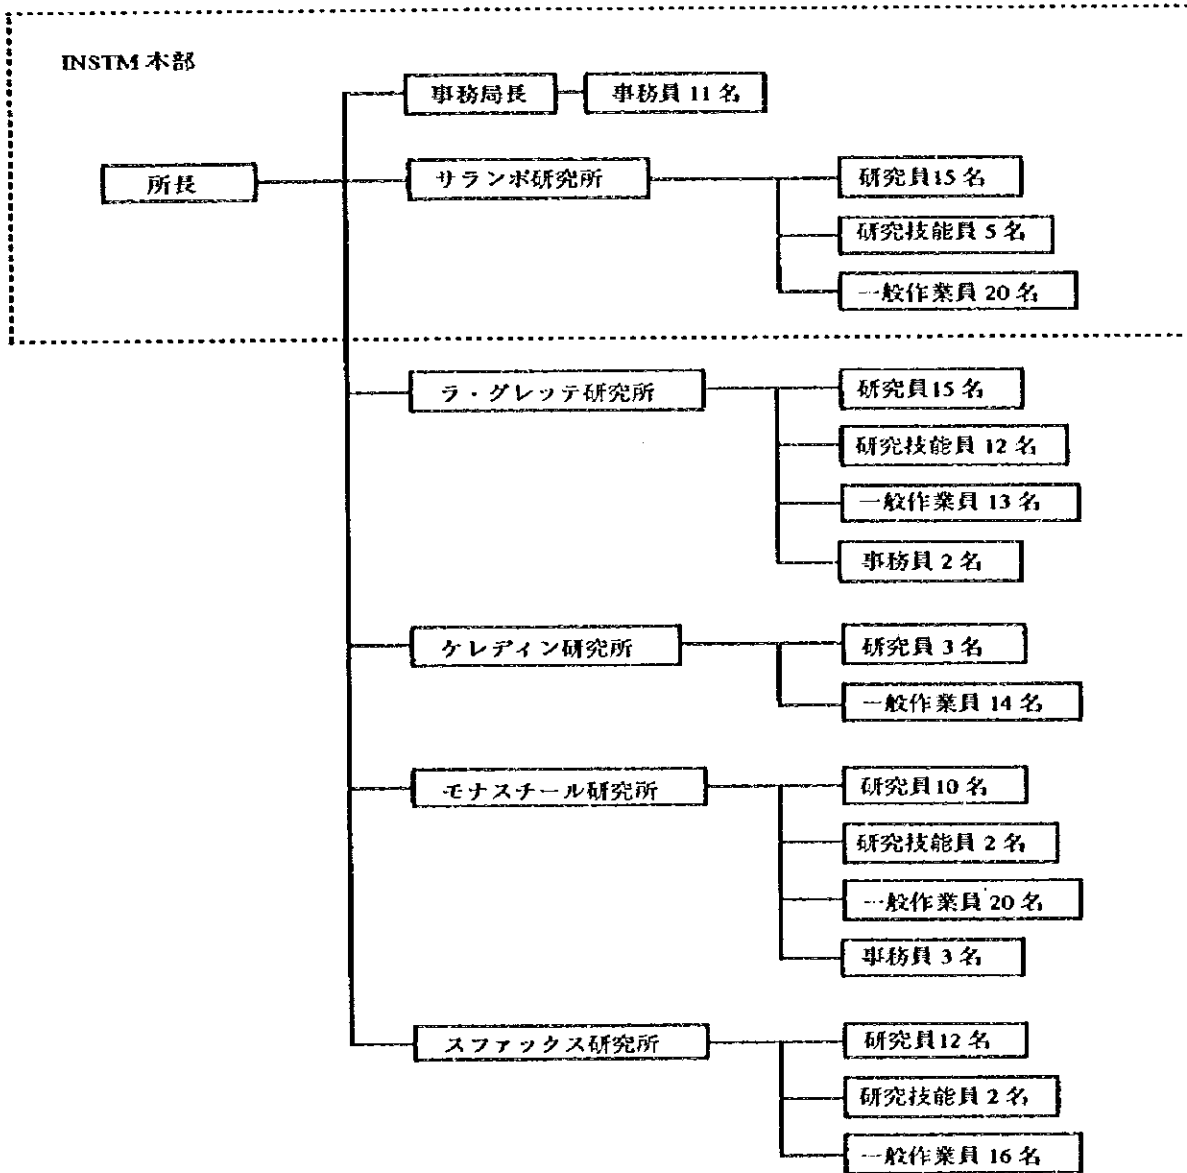 INSTM 本部
事務局長
事務員 11 名
所長
サランボ研究所
研究員15 名
研究技能員 5 名
一般作業員 20 名
ラ・グレッテ研究所
研究員15 名
研究技能員 12 名
一般作業員 13 名
事務員 2 名
ケレディン研究所
研究員 3 名
一般作業員 14 名
モナスチール研究所
研究員10 名
研究技能員 2 名
一般作業員 20 名
事務員 3 名
スファックス研究所
研究員12 名
研究技能員 2 名
一般作業員 16 名